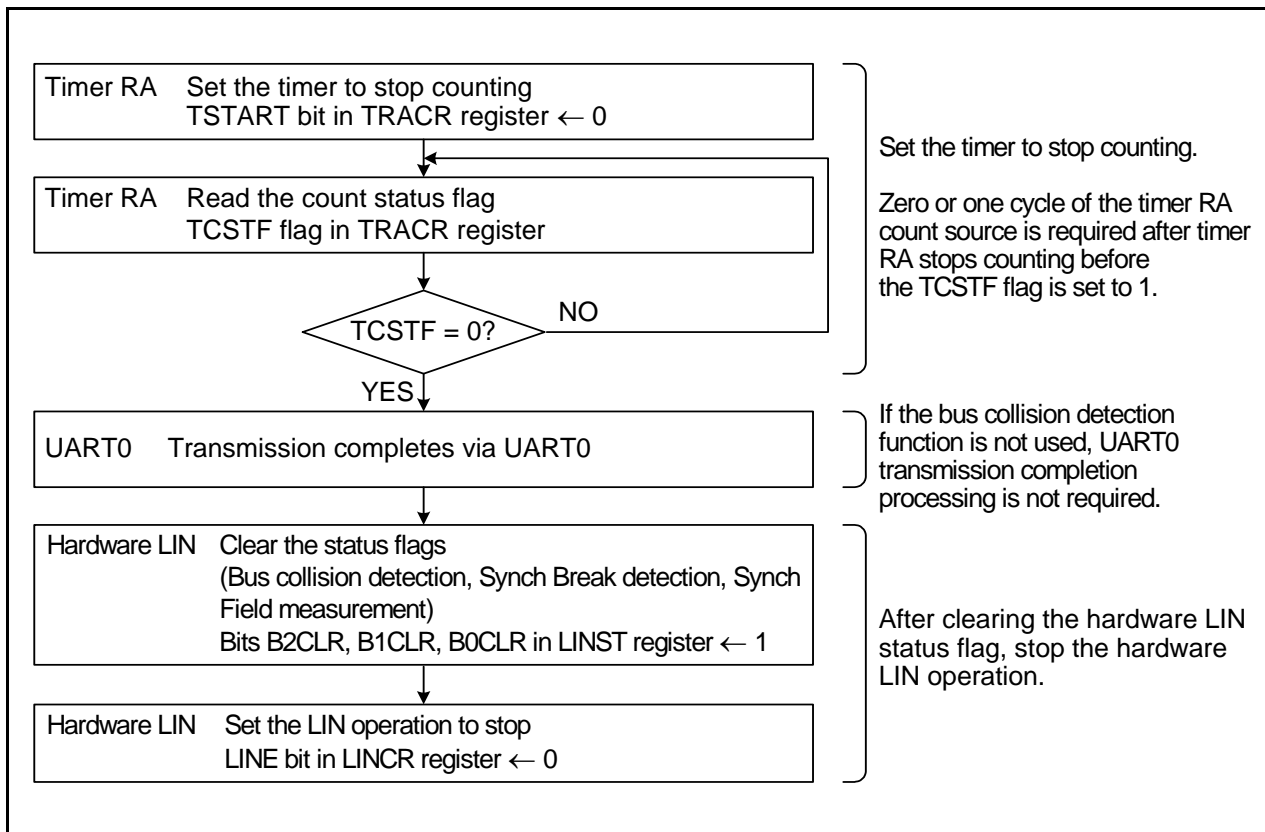 Timer RA Set the timer to stop counting
TSTART bit in TRACR register ← 0
Timer RA Read the count status flag
TCSTF flag in TRACR register
TCSTF = 0?
NO
YES
Set the timer to stop counting.
Zero or one cycle of the timer RA
count source is required after timer
RA stops counting before
the TCSTF flag is set to 1.
UART0 Transmission completes via UART0
If the bus collision detection
function is not used, UART0
transmission completion
processing is not required.
Hardware LIN Clear the status flags
(Bus collision detection, Synch Break detection, Synch
Field measurement)
Bits B2CLR, B1CLR, B0CLR in LINST register ← 1
Hardware LIN Set the LIN operation to stop
LINE bit in LINCR register ← 0
After clearing the hardware LIN
status flag, stop the hardware
LIN operation.